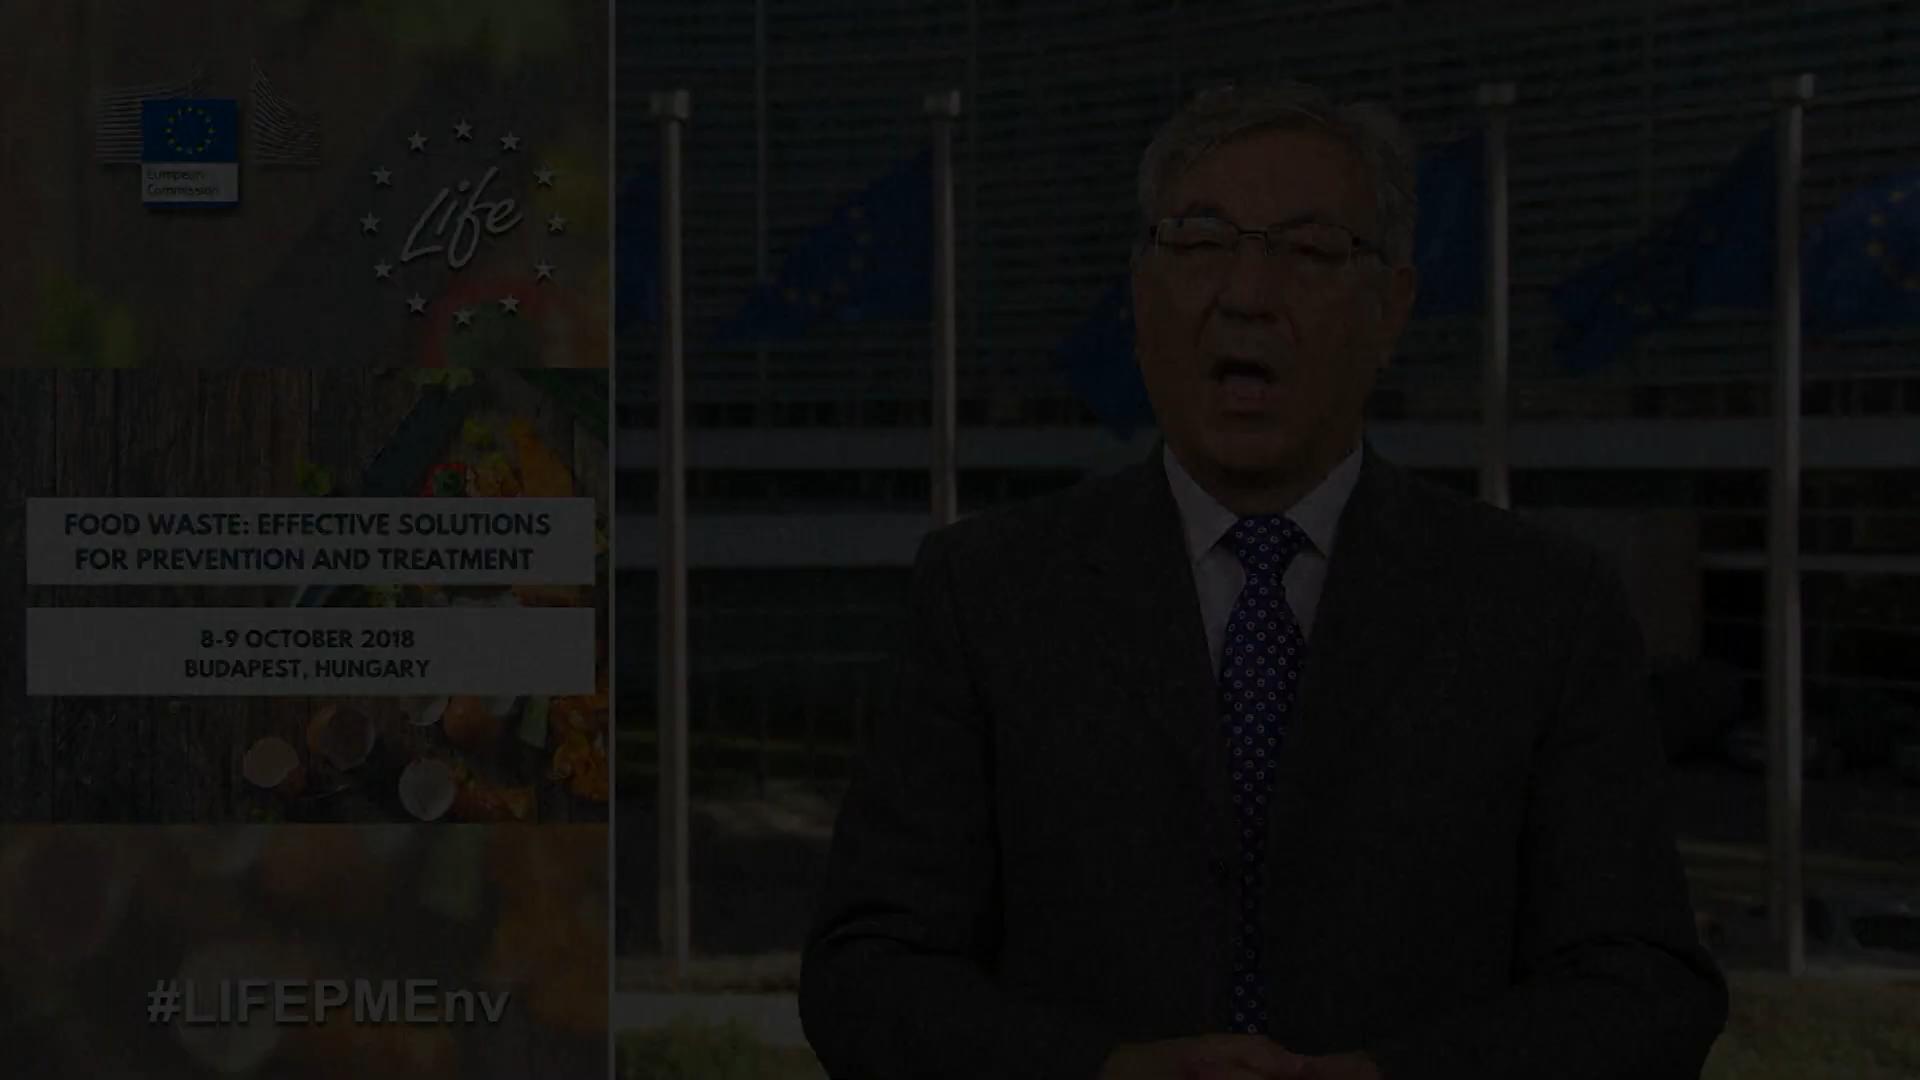 European
Commission
Life
FOOD WASTE: EFFECTIVE SOLUTIONS
FOR PREVENTION AND TREATMENT
8-9 OCTOBER 2018
BUDAPEST, HUNGARY
#LIFEPMEnv